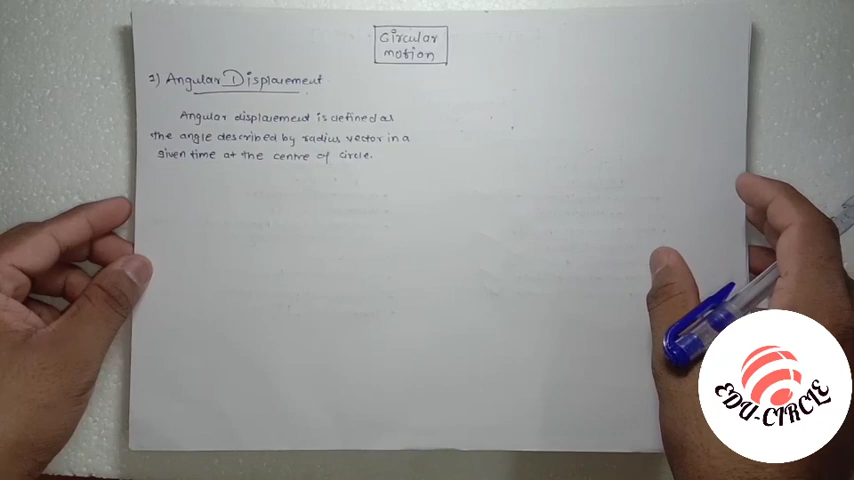 Circular
motion
1) Angular Displacement
Angular displacement is defined as
the angle described by radius vector in a
given time at the centre of circle.
EDU-CIRCLE